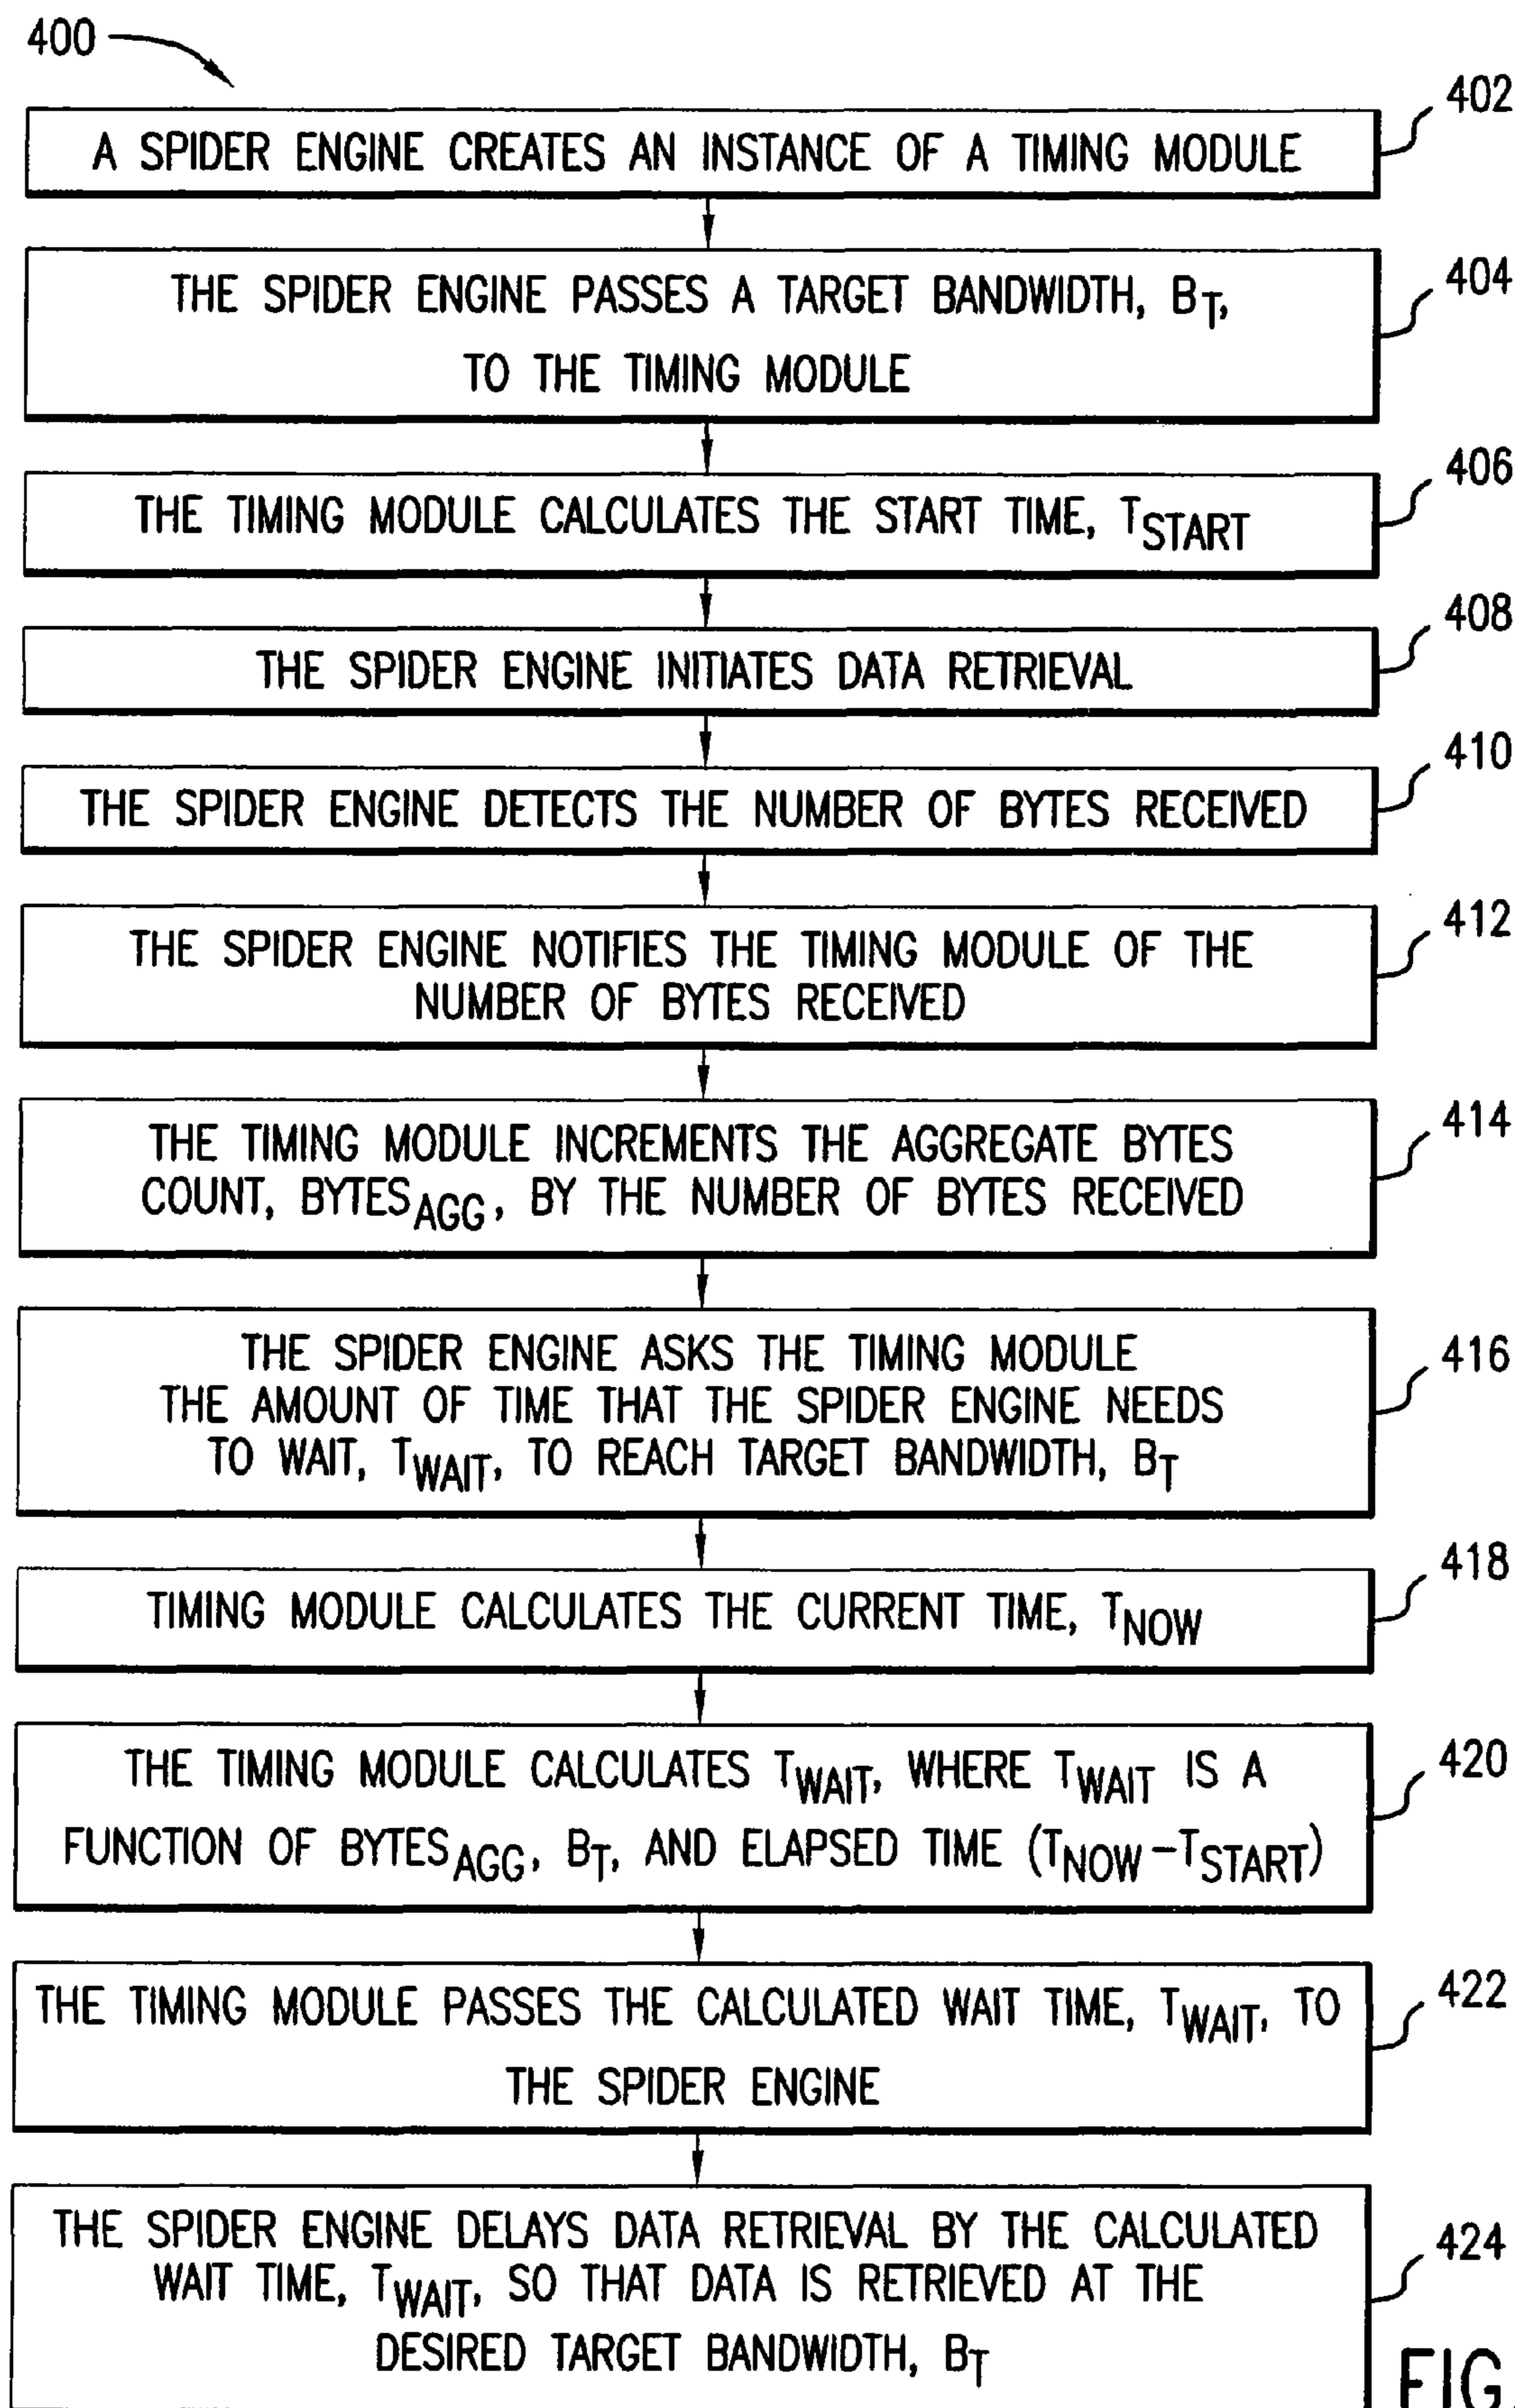 400
402
A SPIDER ENGINE CREATES AN INSTANCE OF A TIMING MODULE
404
THE SPIDER ENGINE PASSES A TARGET BANDWIDTH, BT,
TO THE TIMING MODULE
406
THE TIMING MODULE CALCULATES THE START TIME, TSTART
408
THE SPIDER ENGINE INITIATES DATA RETRIEVAL
410
THE SPIDER ENGINE DETECTS THE NUMBER OF BYTES RECEIVED
412
THE SPIDER ENGINE NOTIFIES THE TIMING MODULE OF THE
NUMBER OF BYTES RECEIVED
414
THE TIMING MODULE INCREMENTS THE AGGREGATE BYTES
COUNT, BYTESAGG, BY THE NUMBER OF BYTES RECEIVED
416
THE SPIDER ENGINE ASKS THE TIMING MODULE
THE AMOUNT OF TIME THAT THE SPIDER ENGINE NEEDS
TO WAIT, TWAIT, TO REACH TARGET BANDWIDTH, BT
418
TIMING MODULE CALCULATES THE CURRENT TIME, TNOW
420
THE TIMING MODULE CALCULATES TWAIT, WHERE TWAIT IS A
FUNCTION OF BYTESAGG, BT, AND ELAPSED TIME (TNOW-TSTART)
422
THE TIMING MODULE PASSES THE CALCULATED WAIT TIME, TWAIT, TO
THE SPIDER ENGINE
424
THE SPIDER ENGINE DELAYS DATA RETRIEVAL BY THE CALCULATED
WAIT TIME, TWAIT, SO THAT DATA IS RETRIEVED AT THE
DESIRED TARGET BANDWIDTH, BT
FIG.